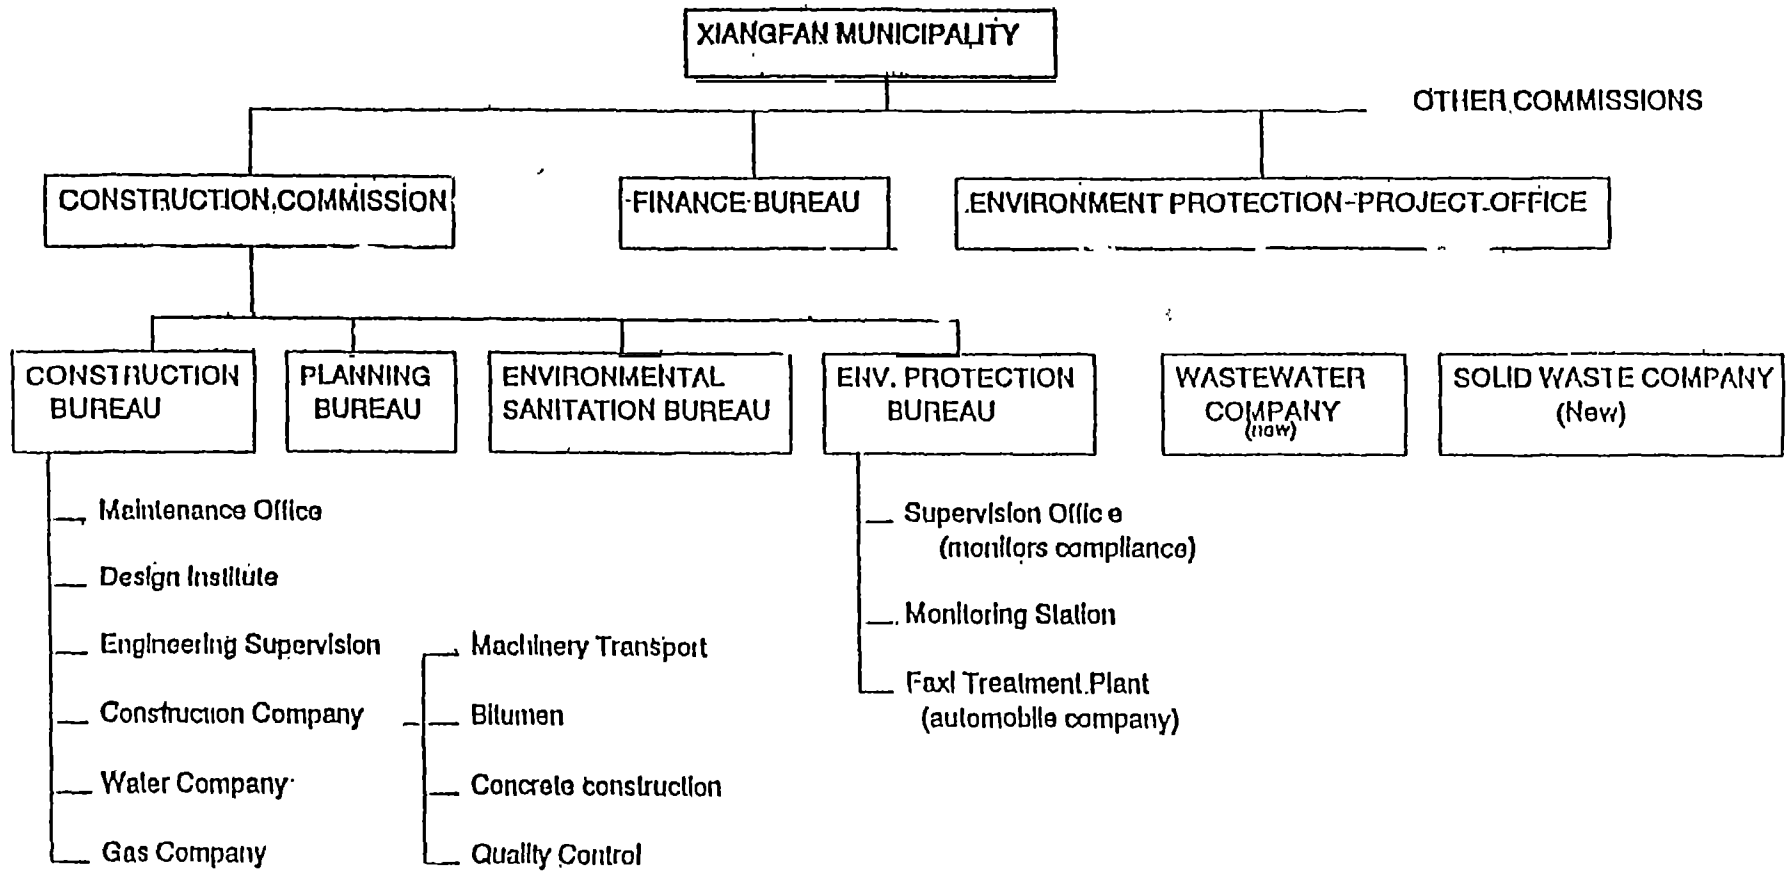 XIANGFAN MUNICIPALITY
OTHER COMMISSIONS
CONSTRUCTION COMMISSION
FINANCE BUREAU
ENVIRONMENT PROTECTION PROJECT OFFICE
CONSTRUCTION
BUREAU
PLANNING
BUREAU
ENVIRONMENTAL
SANITATION BUREAU
ENV. PROTECTION
BUREAU
WASTEWATER
COMPANY
(new)
SOLID WASTE COMPANY
(New)
Maintenance Office
Design Institute
Engineering Supervision
Construction Company
Water Company
Gas Company
Machinery Transport
Bitumen
Concrete construction
Quality Control
Supervision Office
(monitors compliance)
Monitoring Station
Faxi Treatment Plant
(automobile company)